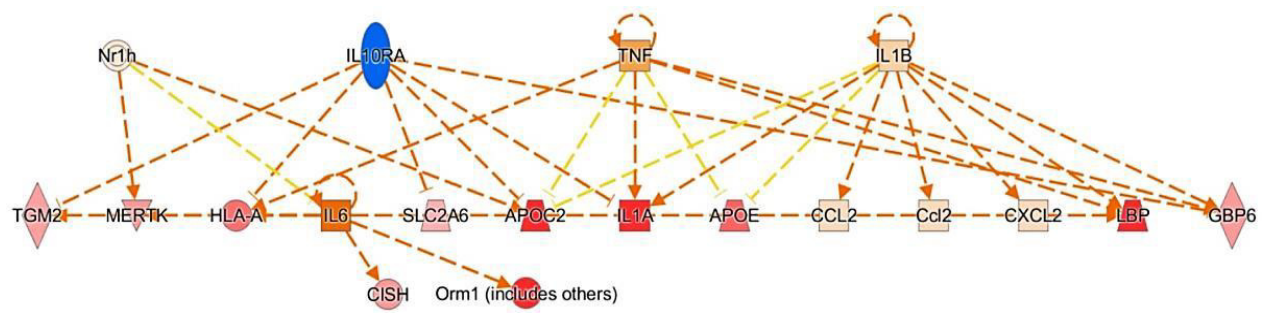 Nr1h IL10RA TNF IL1B
TGM2 MERTK HLA-A IL6 SLC2A6 APOC2 IL1A APOE CCL2 Ccl2 CXCL2 LBP GBP6
CISH Orm1 (includes others)